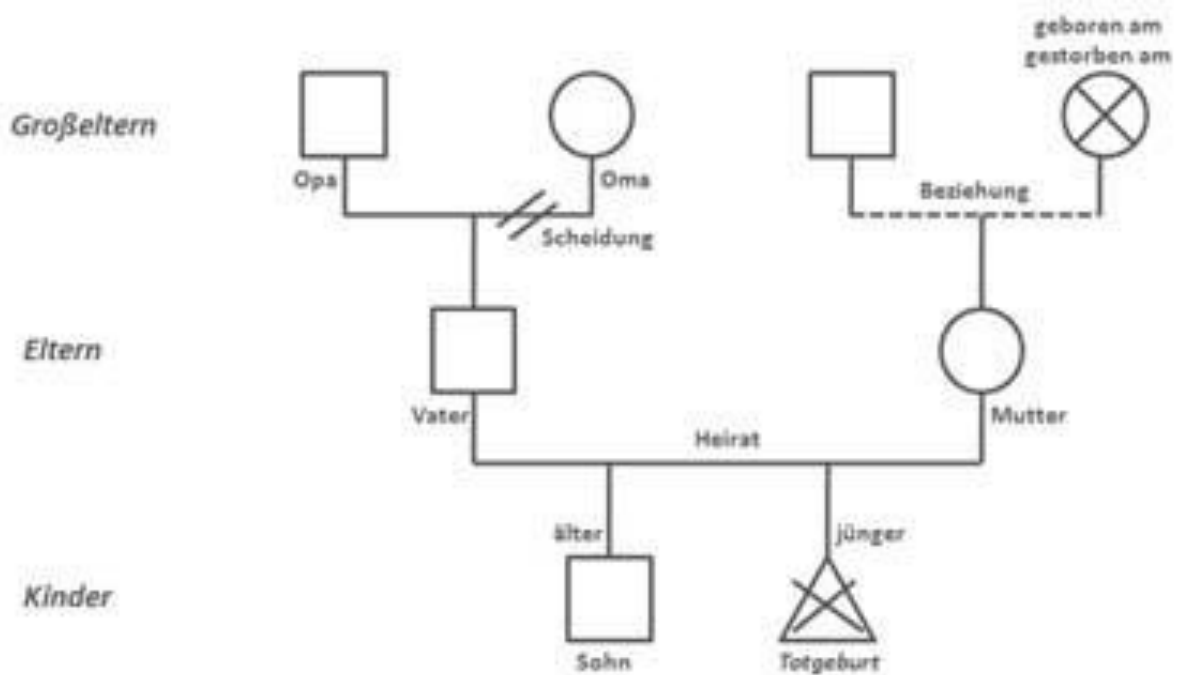 geboren am
gestorben am
Großeltern
Opa
Oma
Beziehung
Scheidung
Eltern
Vater
Mutter
Heirat
älter
jünger
Kinder
Sohn
Totgeburt